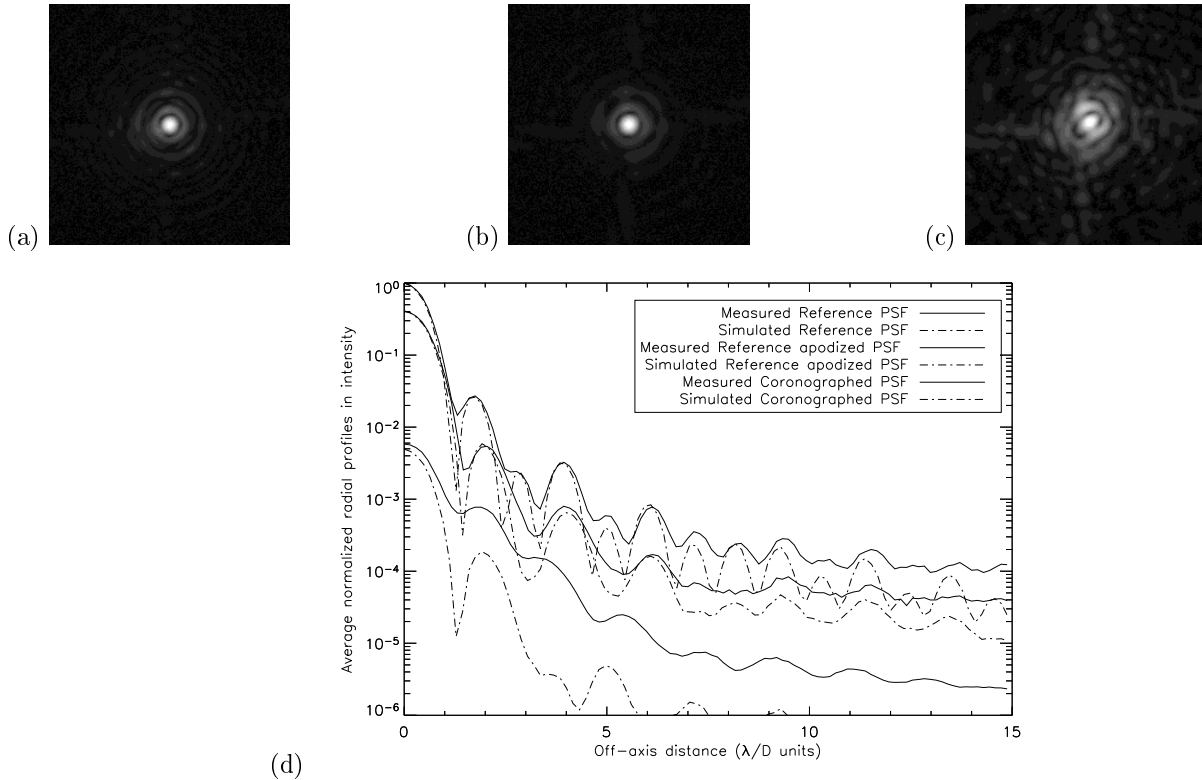 (a)
(b)
(c)
Average normalized radial profiles in intensity
10⁰
10⁻¹
10⁻²
10⁻³
10⁻⁴
10⁻⁵
10⁻⁶
Measured Reference PSF
Simulated Reference PSF
Measured Reference apodized PSF
Simulated Reference apodized PSF
Measured Coronographed PSF
Simulated Coronographed PSF
0 5 10 15
Off-axis distance (λ/D units)
(d)